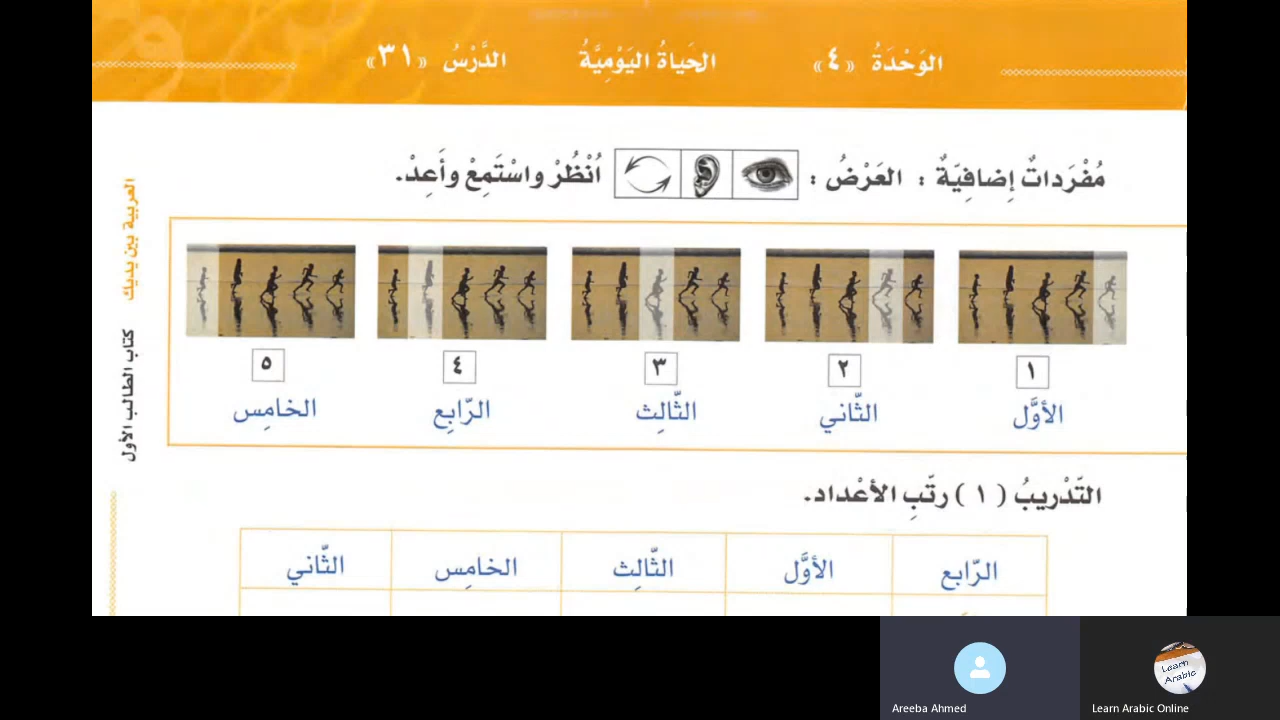 الوَحْدَةُ «٤» الحَياةُ اليَوْمِيَّةُ الدَّرْسُ «٣١»
مُفْرَداتٌ إضافِيّةٌ : العَرْضُ : اُنْظُرْ واسْتَمِعْ وأَعِدْ.
١ ٢ ٣ ٤ ٥
الأوَّل الثّاني الثّالِث الرّابِع الخامِس
التّدْريبُ (١) رتّبِ الأعْداد.
الرّابع الأوَّل الثّالِث الخامِس الثّاني
العربية بين يديك
كتاب الطالب الأول
Areeba Ahmed
Learn Arabic
Learn Arabic Online